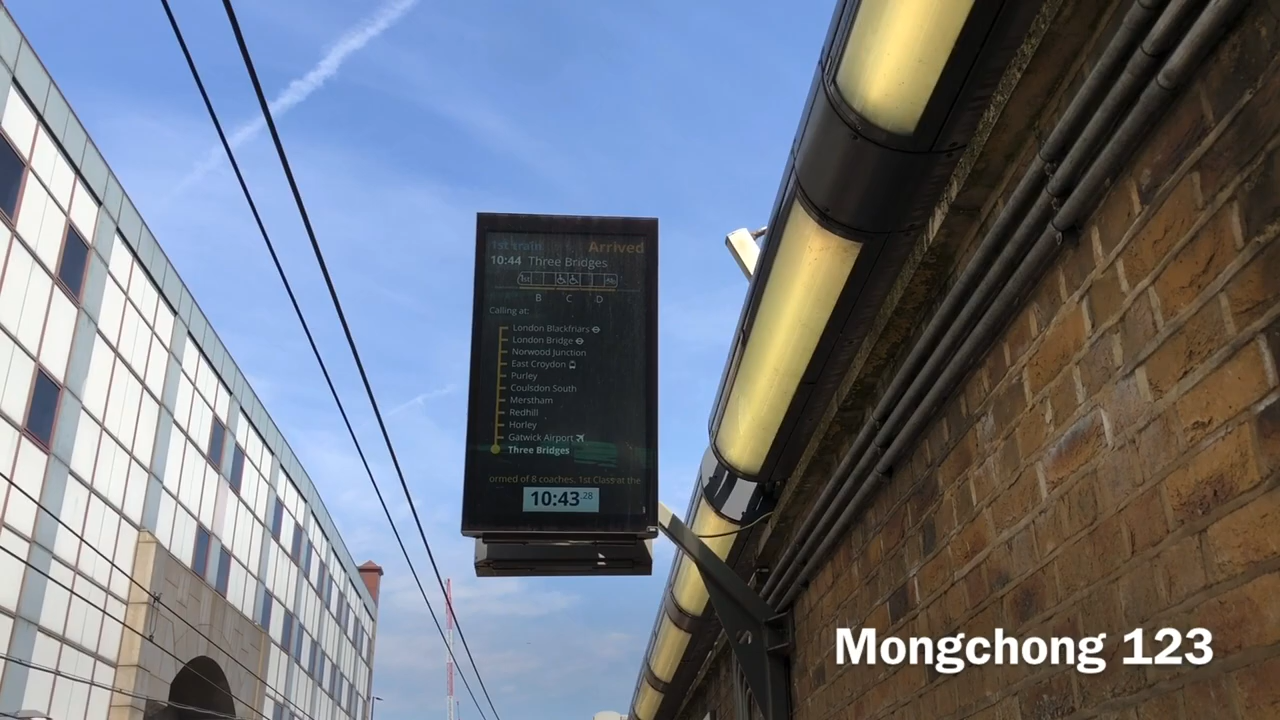 1st train Arrived
10:44 Three Bridges
1st
B C D
Calling at:
London Blackfriars
London Bridge
Norwood Junction
East Croydon
Purley
Coulsdon South
Merstham
Redhill
Horley
Gatwick Airport
Three Bridges
ormed of 8 coaches. 1st Class at the
10:43.28
Mongchong 123